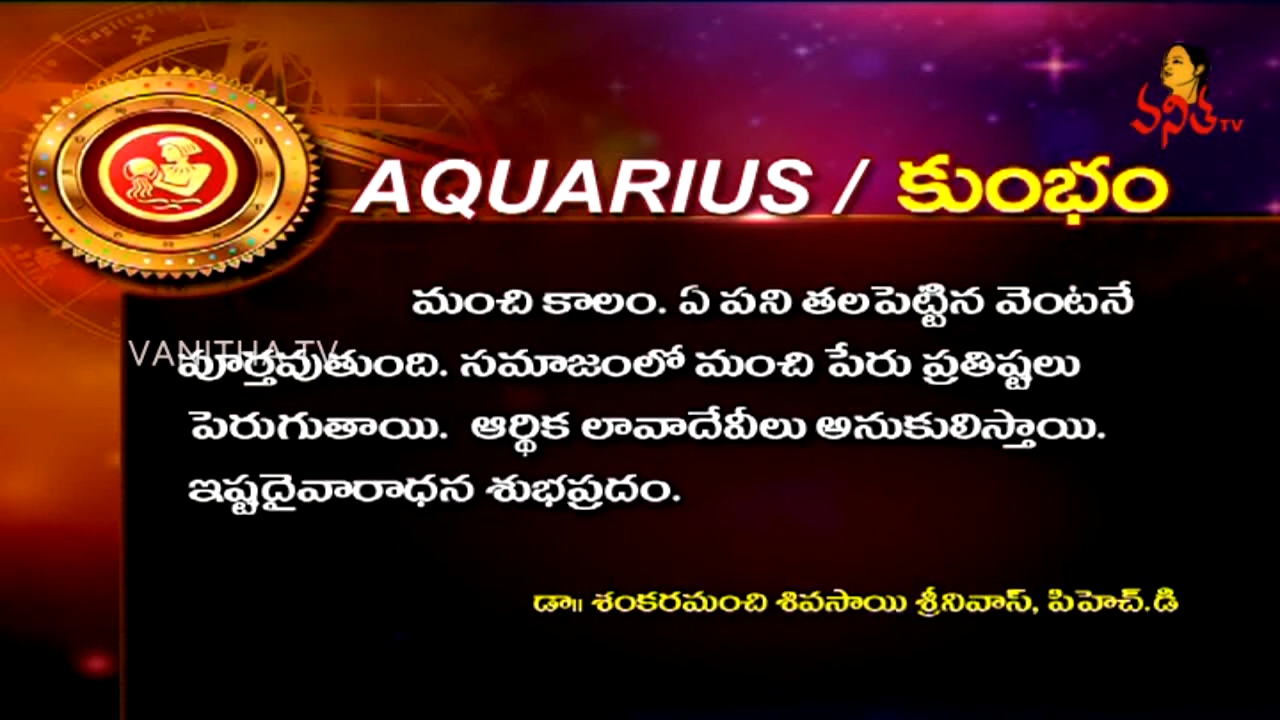 వనిత TV
AQUARIUS / కుంభం
మంచి కాలం. ఏ పని తలపెట్టిన వెంటనే
VANITHA TV
పూర్తవుతుంది. సమాజంలో మంచి పేరు ప్రతిష్టలు
పెరుగుతాయి. ఆర్థిక లావాదేవీలు అనుకులిస్తాయి.
ఇష్టదైవారాధన శుభప్రదం.
డా॥ శంకరమంచి శివసాయి శ్రీనివాస్, పిహెచ్.డి